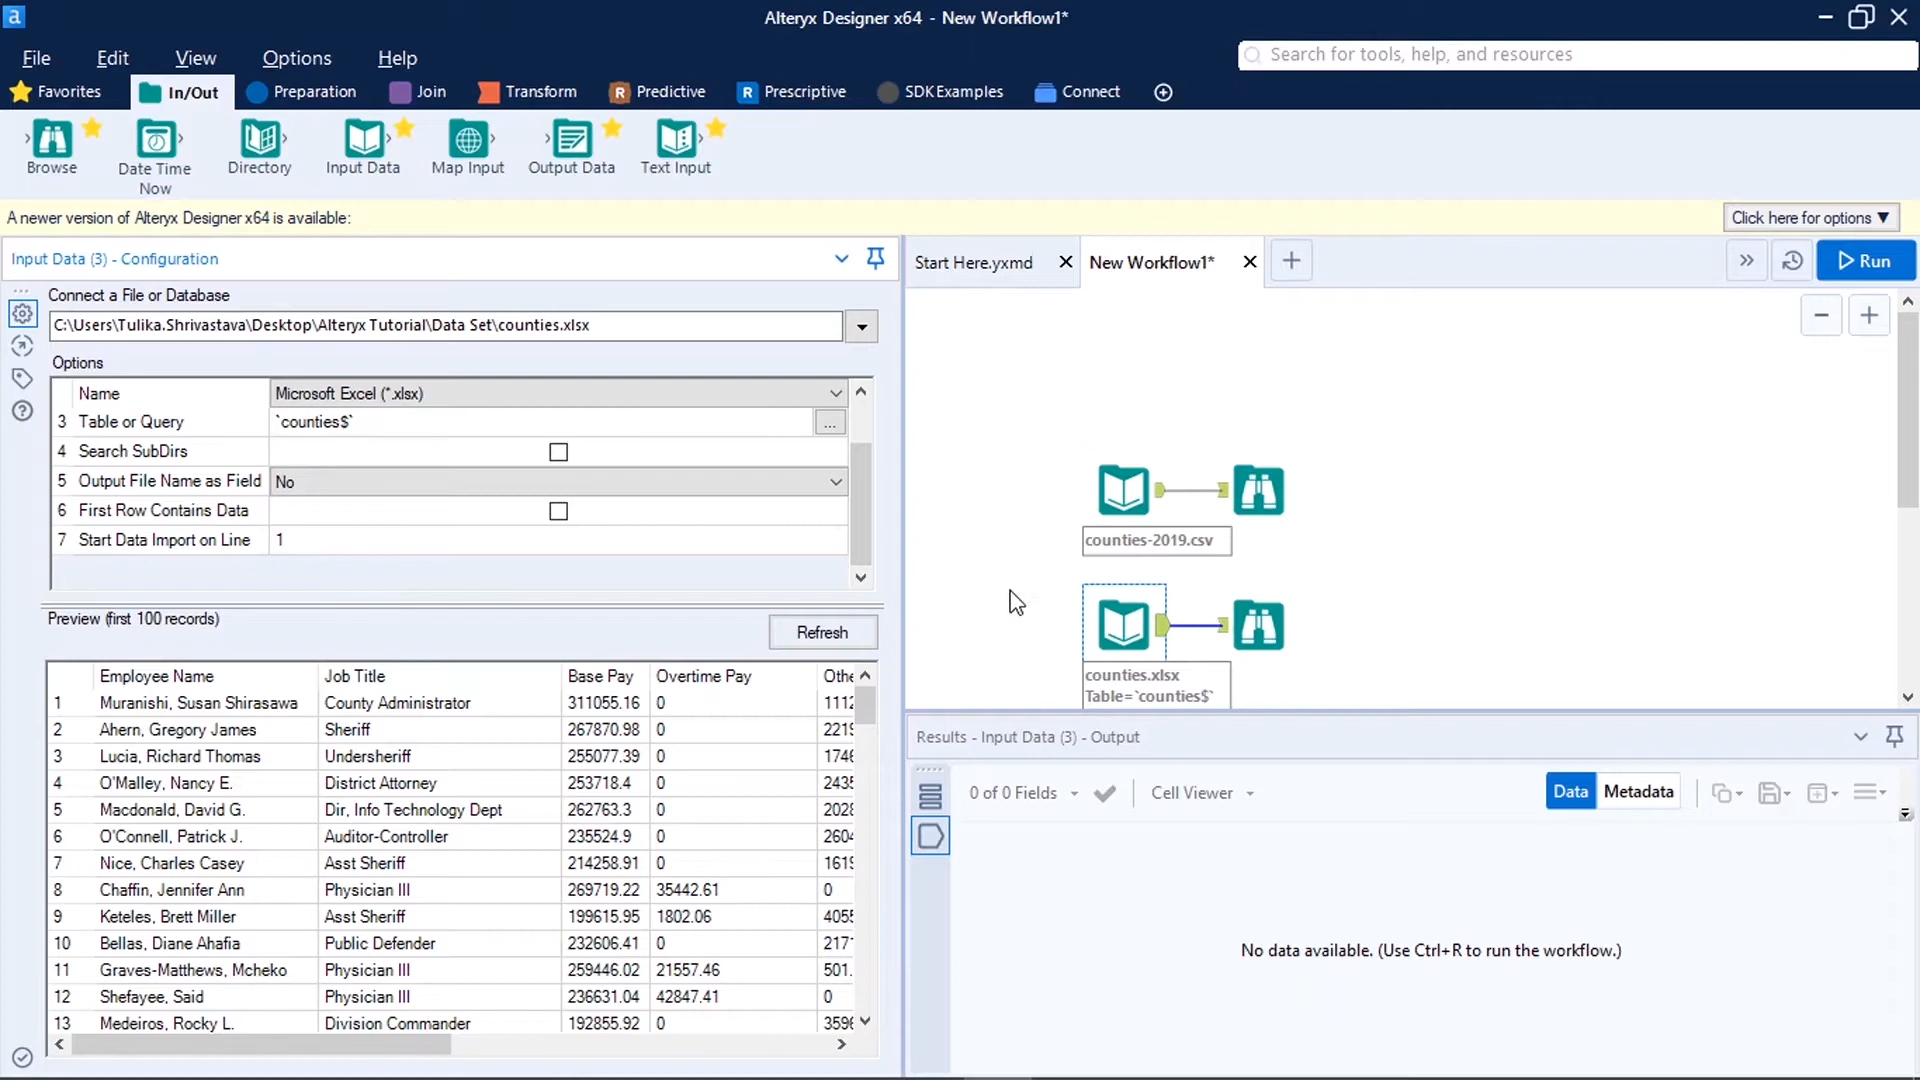 a
Alteryx Designer x64 - New Workflow1*
File Edit View Options Help
Search for tools, help, and resources
Favorites In/Out Preparation Join Transform R Predictive R Prescriptive SDKExamples Connect
Browse Date Time Now Directory Input Data Map Input Output Data Text Input
A newer version of Alteryx Designer x64 is available:
Click here for options ▼
Input Data (3) - Configuration
Start Here.yxmd New Workflow1* Run
Connect a File or Database
C:\Users\Tulika.Shrivastava\Desktop\Alteryx Tutorial\Data Set\counties.xlsx
Options
Name Microsoft Excel (*.xlsx)
3 Table or Query `counties$` ...
4 Search SubDirs
5 Output File Name as Field No
6 First Row Contains Data
7 Start Data Import on Line 1
counties-2019.csv
counties.xlsx
Table=`counties$`
Preview (first 100 records)
Refresh
Employee Name Job Title Base Pay Overtime Pay Othe
1 Muranishi, Susan Shirasawa County Administrator 311055.16 0 1112
2 Ahern, Gregory James Sheriff 267870.98 0 2219
3 Lucia, Richard Thomas Undersheriff 255077.39 0 1746
4 O'Malley, Nancy E. District Attorney 253718.4 0 2435
5 Macdonald, David G. Dir, Info Technology Dept 262763.3 0 2028
6 O'Connell, Patrick J. Auditor-Controller 235524.9 0 2604
7 Nice, Charles Casey Asst Sheriff 214258.91 0 1619
8 Chaffin, Jennifer Ann Physician III 269719.22 35442.61 0
9 Keteles, Brett Miller Asst Sheriff 199615.95 1802.06 4055
10 Bellas, Diane Ahafia Public Defender 232606.41 0 217
11 Graves-Matthews, Mcheko Physician III 259446.02 21557.46 501.
12 Shefayee, Said Physician III 236631.04 42847.41 0
13 Medeiros, Rocky L. Division Commander 192855.92 0 3596
Results - Input Data (3) - Output
0 of 0 Fields Cell Viewer Data Metadata
No data available. (Use Ctrl+R to run the workflow.)